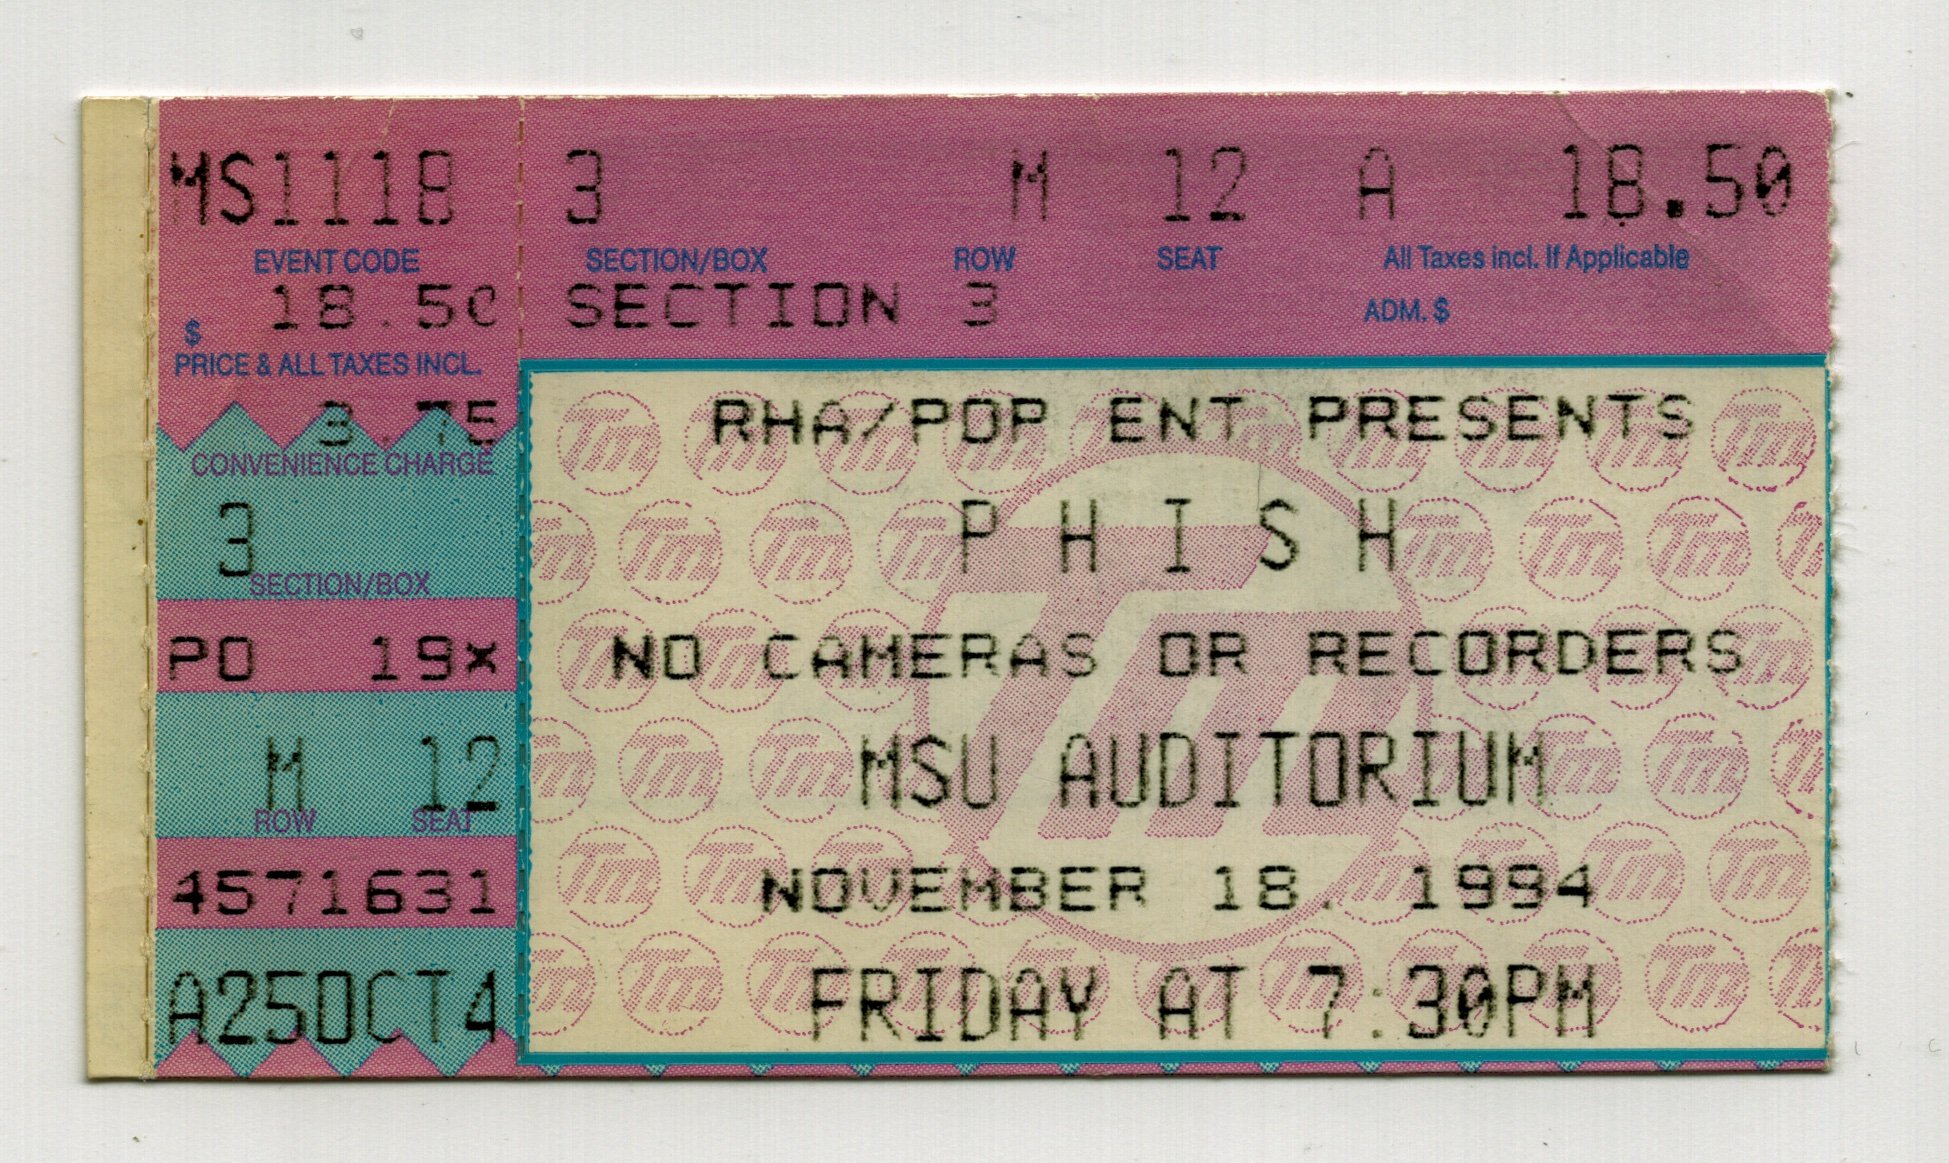 MS1118 3 M 12 A 18.50
EVENT CODE SECTION/BOX ROW SEAT All Taxes incl. If Applicable
18.50 SECTION 3 ADM. $
$
PRICE & ALL TAXES INCL.
3.75
CONVENIENCE CHARGE
3
SECTION/BOX
PO 19×
M 12
ROW SEAT
4571631
A25OCT4
RHA/POP ENT PRESENTS
P H I S H
NO CAMERAS OR RECORDERS
MSU AUDITORIUM
NOVEMBER 18. 1994
FRIDAY AT 7:30PM